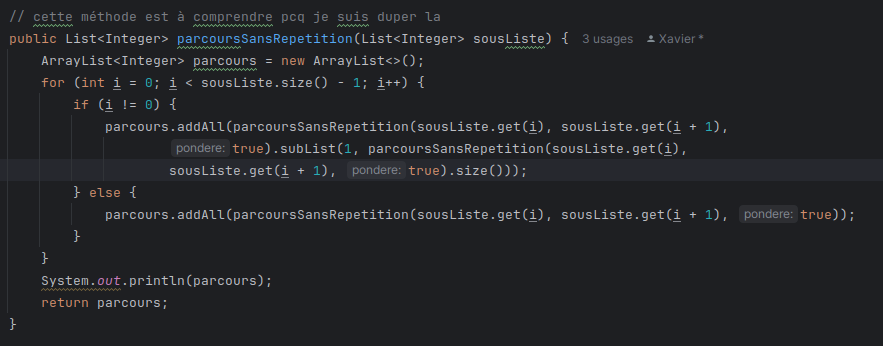 // cette méthode est à comprendre pcq je suis duper la
public List<Integer> parcoursSansRepetition(List<Integer> sousListe) { 3 usages Xavier *
ArrayList<Integer> parcours = new ArrayList<>();
for (int i = 0; i < sousListe.size() - 1; i++) {
if (i != 0) {
parcours.addAll(parcoursSansRepetition(sousListe.get(i), sousListe.get(i + 1),
pondere: true).subList(1, parcoursSansRepetition(sousListe.get(i),
sousListe.get(i + 1), pondere: true).size()));
} else {
parcours.addAll(parcoursSansRepetition(sousListe.get(i), sousListe.get(i + 1), pondere: true));
}
}
System.out.println(parcours);
return parcours;
}